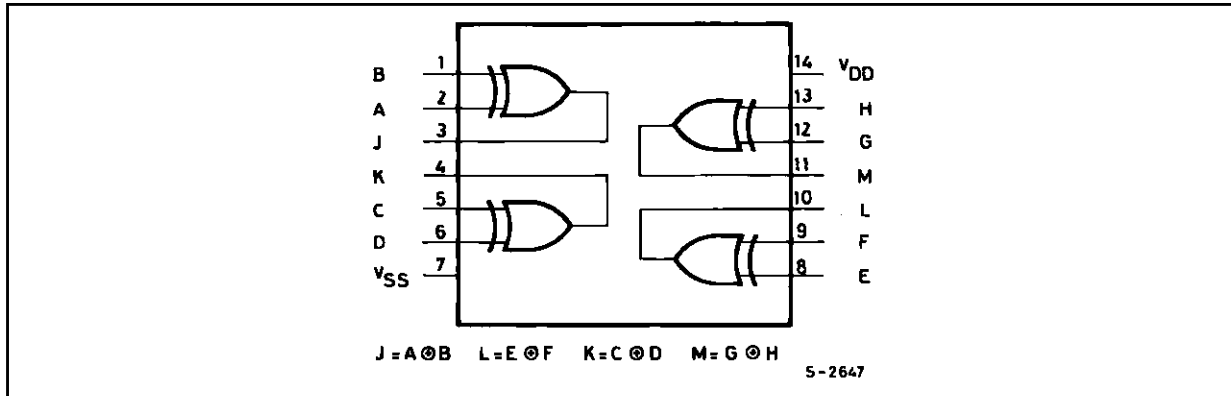 B 1
A 2
J 3
K 4
C 5
D 6
VSS 7
14 VDD
13 H
12 G
11 M
10 L
9 F
8 E
J=A⊕B L=E⊕F K=C⊕D M=G⊕H
S-2647